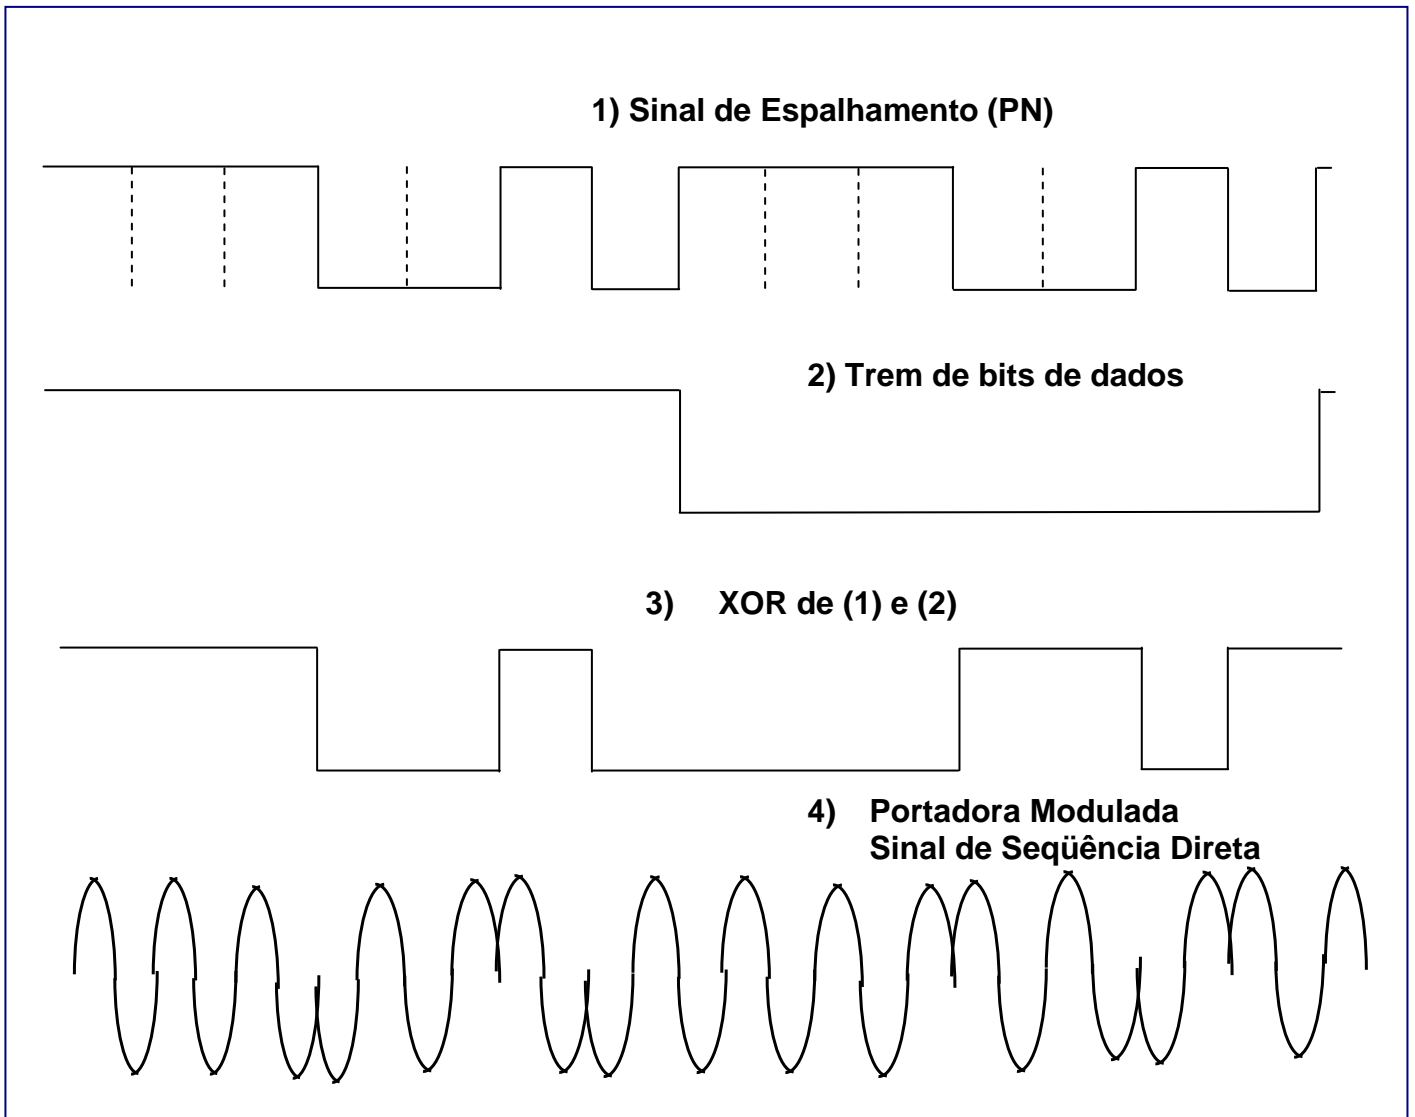 1) Sinal de Espalhamento (PN)
2) Trem de bits de dados
3) XOR de (1) e (2)
4) Portadora Modulada
Sinal de Seqüência Direta